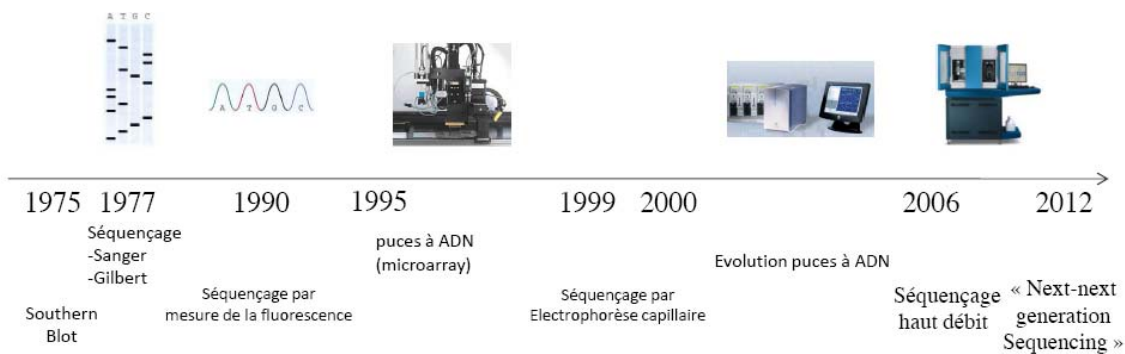 A T G C
A T G C
1975 1977 1990 1995 1999 2000 2006 2012
Séquençage
-Sanger
-Gilbert
Southern
Blot
Séquençage par
mesure de la fluorescence
puces à ADN
(microarray)
Séquençage par
Electrophorèse capillaire
Evolution puces à ADN
Séquençage
haut débit
« Next-next
generation
Sequencing »